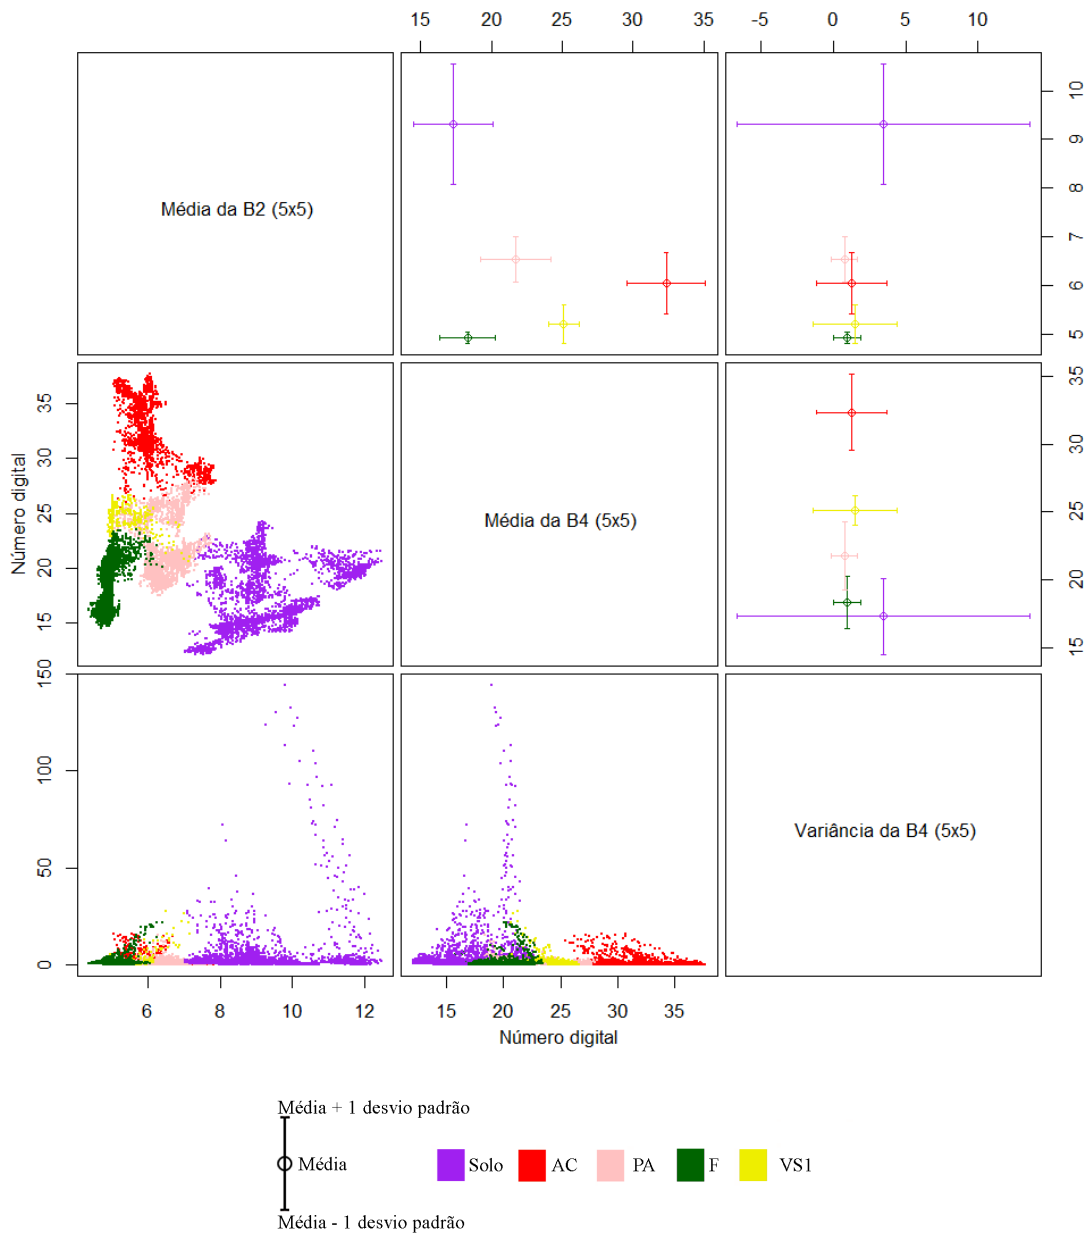 15 20 25 30 35
-5 0 5 10
Média da B2 (5x5)
10
9
8
7
6
5
Número digital
35
30
25
20
15
50
Média da B4 (5x5)
35
30
25
20
15
150
100
50
0
Variância da B4 (5x5)
6 8 10 12
15 20 25 30 35
Número digital
Média + 1 desvio padrão
Média
Média - 1 desvio padrão
Solo AC PA F VS1